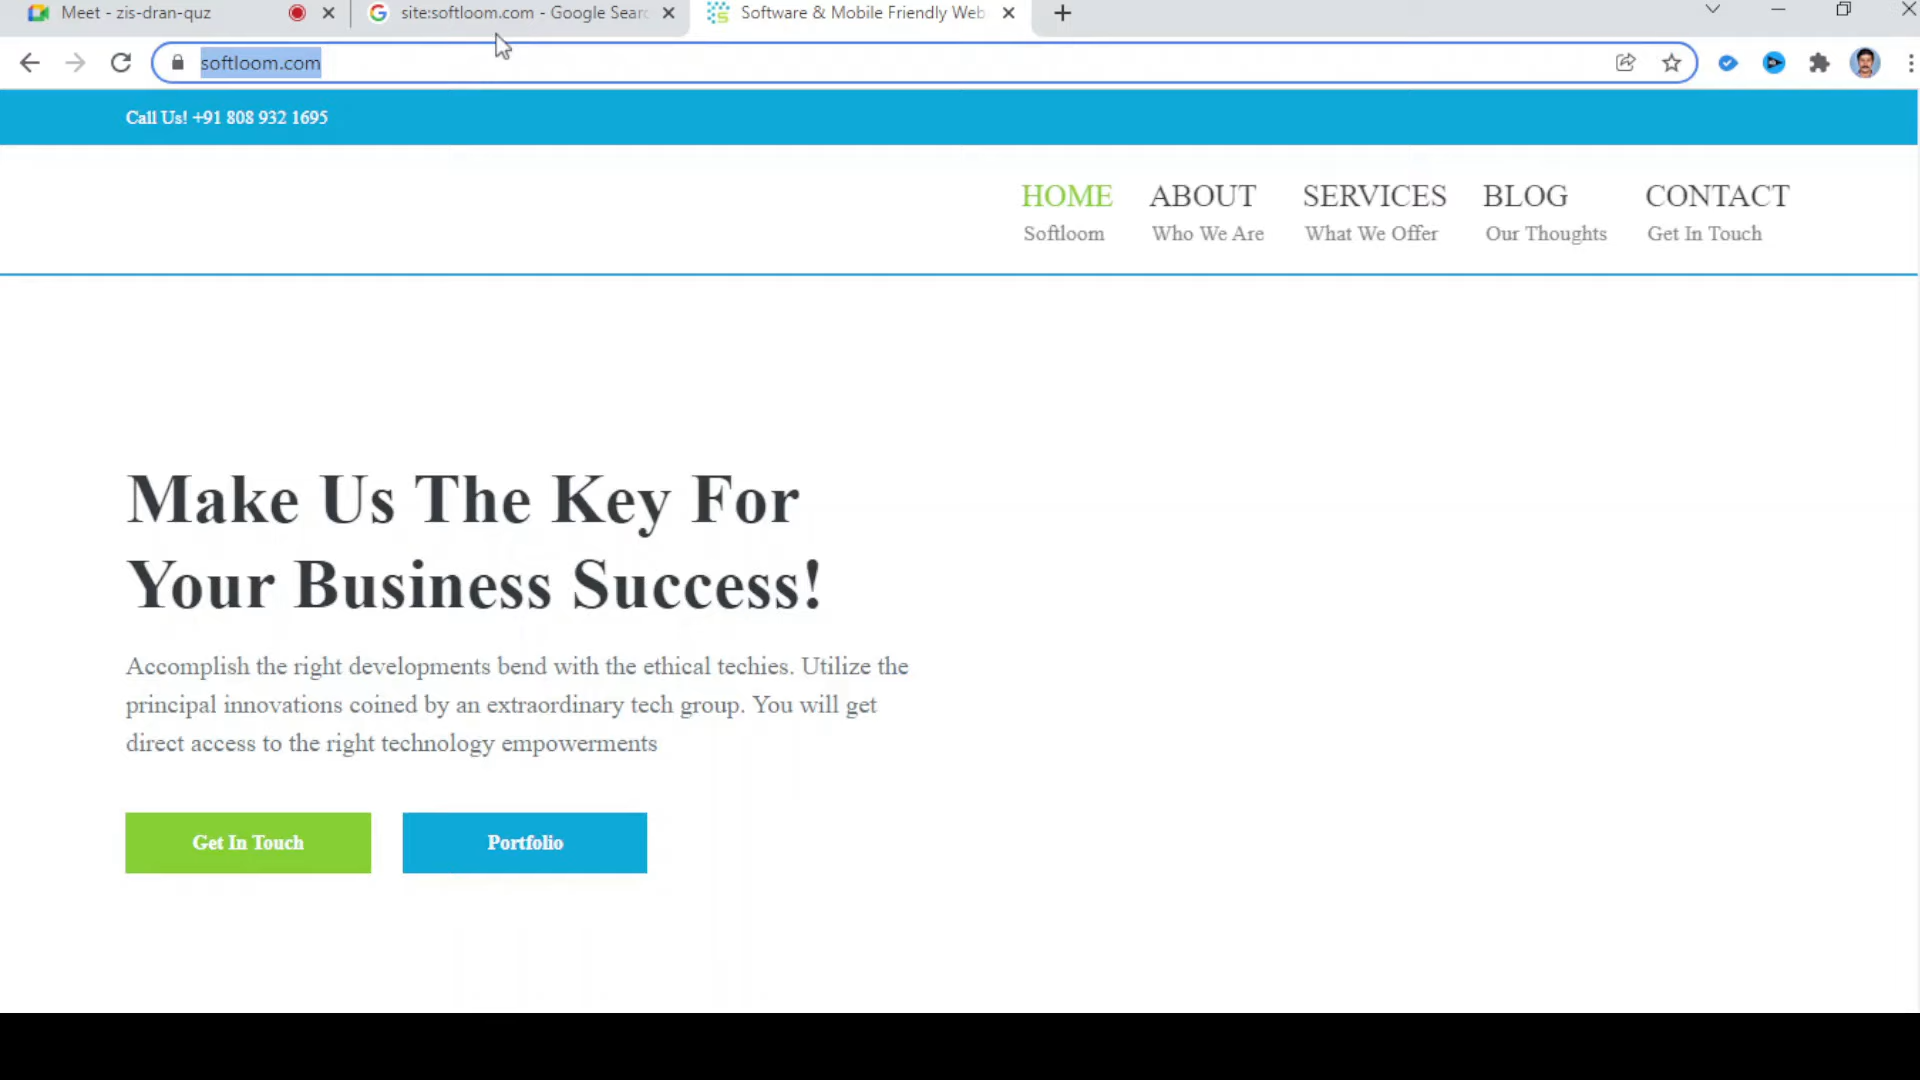 Meet - zis-dran-quz
site:softloom.com - Google Sear
Software & Mobile Friendly Web
softloom.com
Call Us! +91 808 932 1695
HOME ABOUT SERVICES BLOG CONTACT
Softloom Who We Are What We Offer Our Thoughts Get In Touch
Make Us The Key For
Your Business Success!
Accomplish the right developments bend with the ethical techies. Utilize the
principal innovations coined by an extraordinary tech group. You will get
direct access to the right technology empowerments
Get In Touch Portfolio